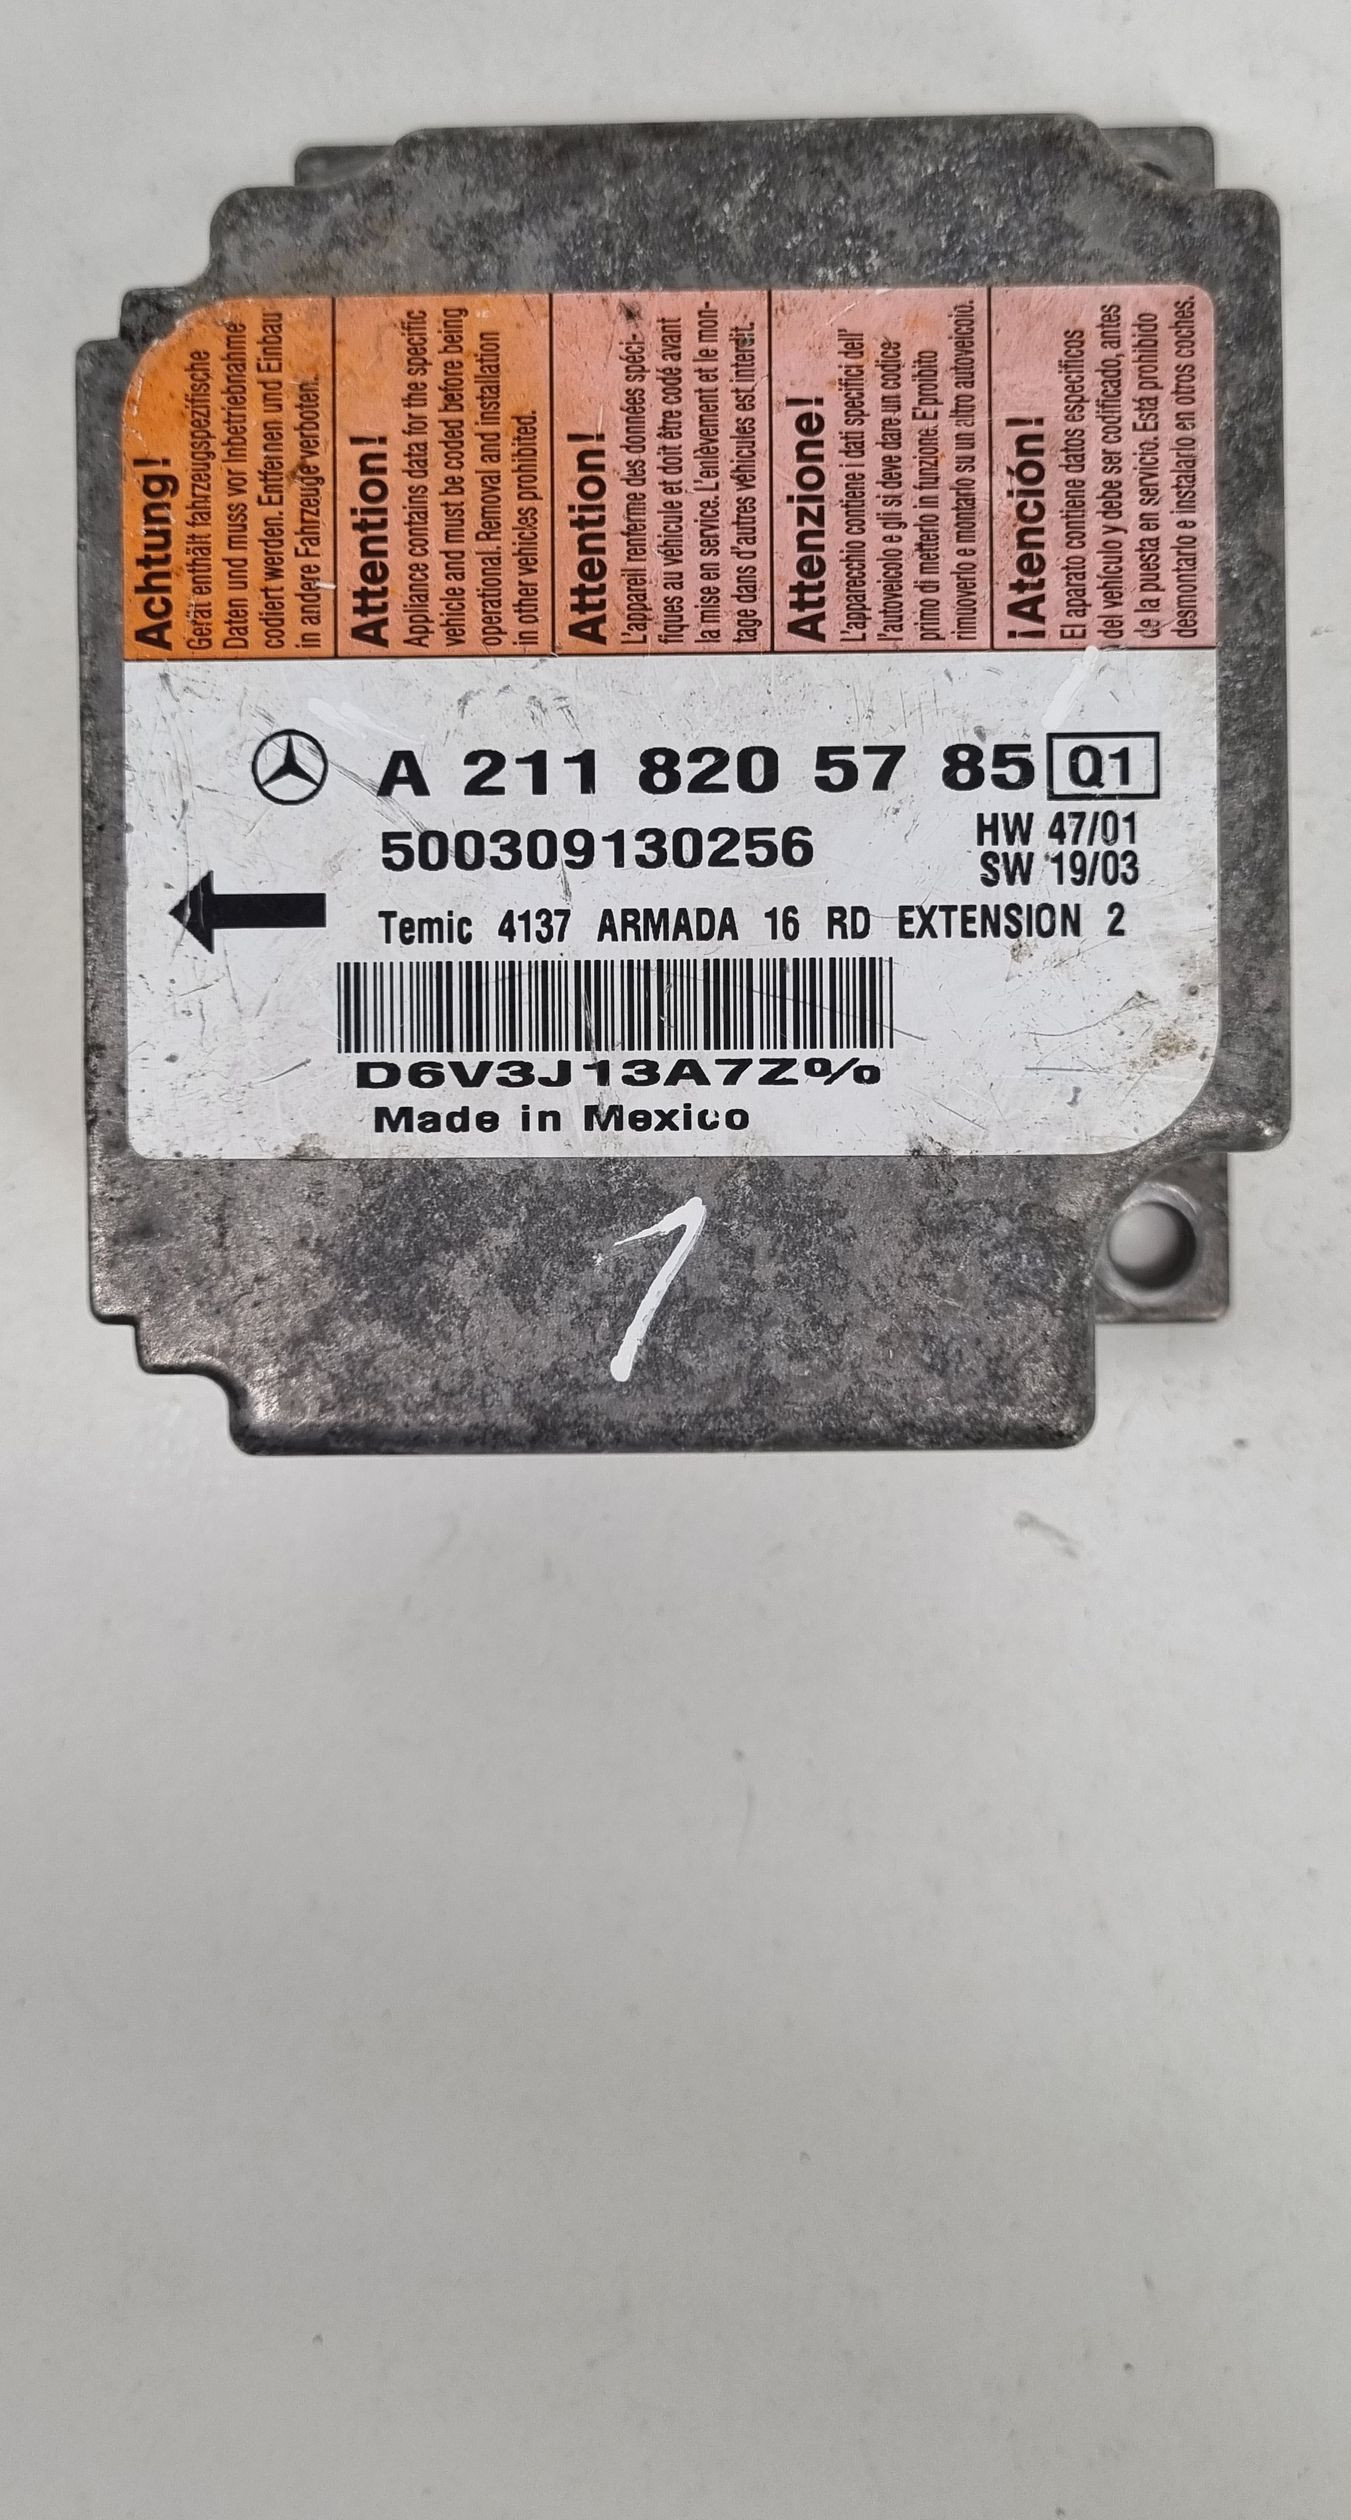 Achtung!
Gerät enthält fahrzeugspezifische
Daten und muss vor Inbetriebnahme
codiert werden. Entfernen und Einbau
in andere Fahrzeuge verboten.
Attention!
Appliance contains data for the specific
vehicle and must be coded before being
operational. Removal and installation
in other vehicles prohibited.
Attention!
L'appareil renferme des données spéci-
fiques au véhicule et doit être codé avant
la mise en service. L'enlèvement et le mon-
tage dans d'autres véhicules est interdit.
Attenzione!
L'apparecchio contiene i dati specifici dell'
l'autoveicolo e gli si deve dare un codice
primo di metterlo in funzione. E'proibito
rimuoverlo e montarlo su un altro autoveicolo.
¡Atención!
El aparato contiene datos específicos
del vehículo y debe ser codificado, antes
de la puesta en servicio. Está prohibido
desmontarlo e instalarlo en otros coches.
A 211 820 57 85 Q1
500309130256
HW 47/01
SW 19/03
Temic 4137 ARMADA 16 RD EXTENSION 2
D6V3J13A7Z%
Made in Mexico
1